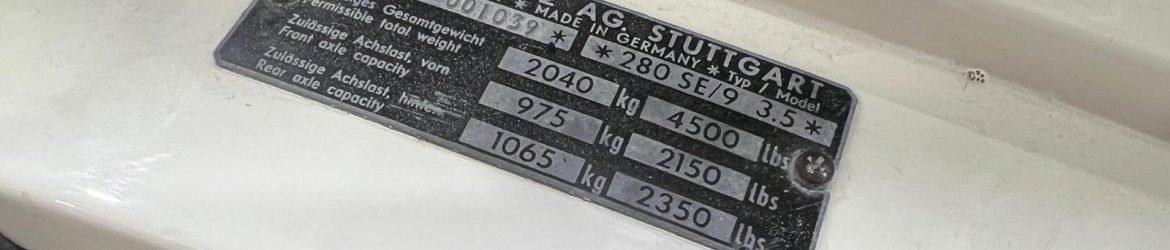 AG. STUTTGART
* MADE IN GERMANY * Typ / Model
001039 *
* 280 SE/9 3.5 *
Gesamtgewicht
Permissible total weight
2040 kg 4500 lbs
Zulässige Achslast, vorn
Front axle capacity
975 kg 2150 lbs
Zulässige Achslast, hinten
Rear axle capacity
1065 kg 2350 lbs